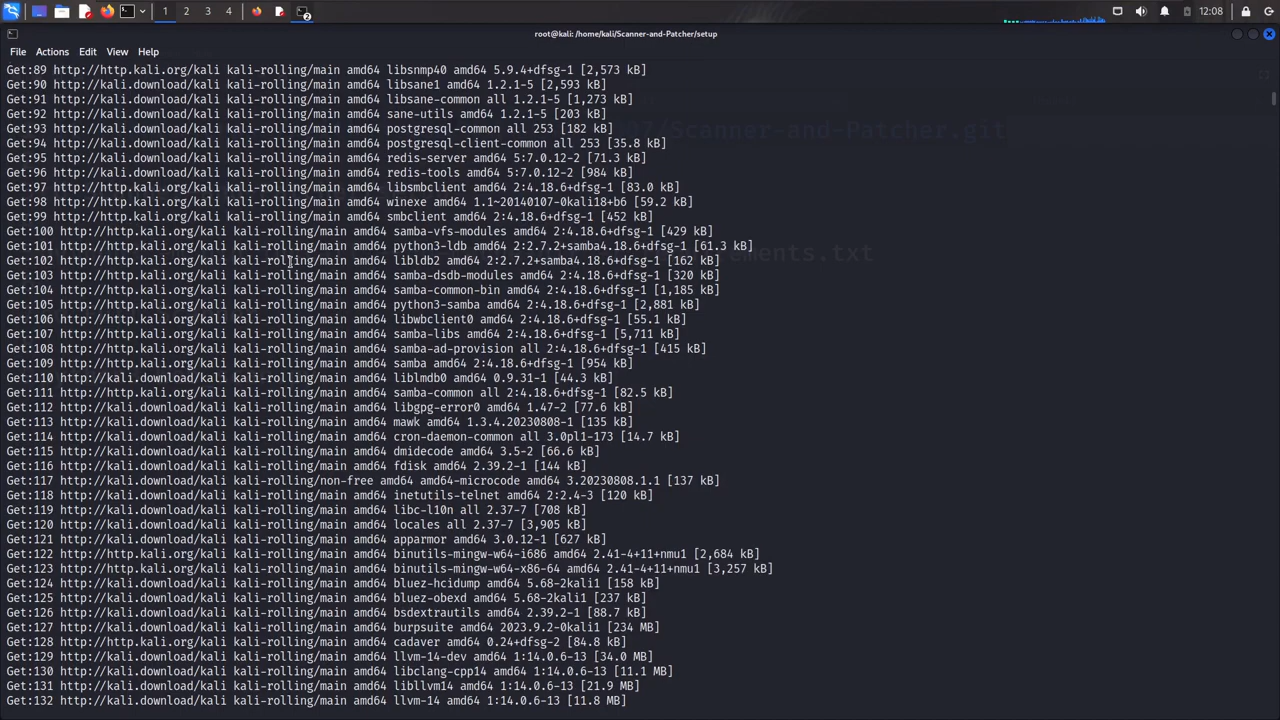 1 2 3 4 2 12:08
root@kali: /home/kali/Scanner-and-Patcher/setup
File Actions Edit View Help
Get:89 http://http.kali.org/kali kali-rolling/main amd64 libsnmp40 amd64 5.9.4+dfsg-1 [2,573 kB]
Get:90 http://kali.download/kali kali-rolling/main amd64 libsane1 amd64 1.2.1-5 [2,593 kB]
Get:91 http://kali.download/kali kali-rolling/main amd64 libsane-common all 1.2.1-5 [1,273 kB]
Get:92 http://kali.download/kali kali-rolling/main amd64 sane-utils amd64 1.2.1-5 [203 kB]
Get:93 http://kali.download/kali kali-rolling/main amd64 postgresql-common all 253 [182 kB]
/Scanner-and-Patcher.git
Get:94 http://kali.download/kali kali-rolling/main amd64 postgresql-client-common all 253 [35.8 kB]
Get:95 http://kali.download/kali kali-rolling/main amd64 redis-server amd64 5:7.0.12-2 [71.3 kB]
Get:96 http://kali.download/kali kali-rolling/main amd64 redis-tools amd64 5:7.0.12-2 [984 kB]
Get:97 http://http.kali.org/kali kali-rolling/main amd64 libsmbclient amd64 2:4.18.6+dfsg-1 [83.0 kB]
Get:98 http://http.kali.org/kali kali-rolling/main amd64 winexe amd64 1.1~20140107-0kali18+b6 [59.2 kB]
Get:99 http://http.kali.org/kali kali-rolling/main amd64 smbclient amd64 2:4.18.6+dfsg-1 [452 kB]
Get:100 http://http.kali.org/kali kali-rolling/main amd64 samba-vfs-modules amd64 2:4.18.6+dfsg-1 [429 kB]
Get:101 http://http.kali.org/kali kali-rolling/main amd64 python3-ldb amd64 2:2.7.2+samba4.18.6+dfsg-1 [61.3 kB]
Get:102 http://http.kali.org/kali kali-rolling/main amd64 libldb2 amd64 2:2.7.2+samba4.18.6+dfsg-1 [162 kB]
ements.txt
Get:103 http://http.kali.org/kali kali-rolling/main amd64 samba-dsdb-modules amd64 2:4.18.6+dfsg-1 [320 kB]
Get:104 http://http.kali.org/kali kali-rolling/main amd64 samba-common-bin amd64 2:4.18.6+dfsg-1 [1,185 kB]
Get:105 http://http.kali.org/kali kali-rolling/main amd64 python3-samba amd64 2:4.18.6+dfsg-1 [2,881 kB]
Get:106 http://http.kali.org/kali kali-rolling/main amd64 libwbclient0 amd64 2:4.18.6+dfsg-1 [55.1 kB]
Get:107 http://http.kali.org/kali kali-rolling/main amd64 samba-libs amd64 2:4.18.6+dfsg-1 [5,711 kB]
Get:108 http://http.kali.org/kali kali-rolling/main amd64 samba-ad-provision all 2:4.18.6+dfsg-1 [415 kB]
Get:109 http://http.kali.org/kali kali-rolling/main amd64 samba amd64 2:4.18.6+dfsg-1 [954 kB]
Get:110 http://kali.download/kali kali-rolling/main amd64 liblmdb0 amd64 0.9.31-1 [44.3 kB]
Get:111 http://http.kali.org/kali kali-rolling/main amd64 samba-common all 2:4.18.6+dfsg-1 [82.5 kB]
Get:112 http://kali.download/kali kali-rolling/main amd64 libgpg-error0 amd64 1.47-2 [77.6 kB]
Get:113 http://kali.download/kali kali-rolling/main amd64 mawk amd64 1.3.4.20230808-1 [135 kB]
Get:114 http://kali.download/kali kali-rolling/main amd64 cron-daemon-common all 3.0pl1-173 [14.7 kB]
Get:115 http://kali.download/kali kali-rolling/main amd64 dmidecode amd64 3.5-2 [66.6 kB]
Get:116 http://kali.download/kali kali-rolling/main amd64 fdisk amd64 2.39.2-1 [144 kB]
Get:117 http://kali.download/kali kali-rolling/non-free amd64 amd64-microcode amd64 3.20230808.1.1 [137 kB]
Get:118 http://kali.download/kali kali-rolling/main amd64 inetutils-telnet amd64 2:2.4-3 [120 kB]
Get:119 http://kali.download/kali kali-rolling/main amd64 libc-l10n all 2.37-7 [708 kB]
Get:120 http://kali.download/kali kali-rolling/main amd64 locales all 2.37-7 [3,905 kB]
Get:121 http://kali.download/kali kali-rolling/main amd64 apparmor amd64 3.0.12-1 [627 kB]
Get:122 http://http.kali.org/kali kali-rolling/main amd64 binutils-mingw-w64-i686 amd64 2.41-4+11+nmu1 [2,684 kB]
Get:123 http://http.kali.org/kali kali-rolling/main amd64 binutils-mingw-w64-x86-64 amd64 2.41-4+11+nmu1 [3,257 kB]
Get:124 http://kali.download/kali kali-rolling/main amd64 bluez-hcidump amd64 5.68-2kali1 [158 kB]
Get:125 http://kali.download/kali kali-rolling/main amd64 bluez-obexd amd64 5.68-2kali1 [237 kB]
Get:126 http://kali.download/kali kali-rolling/main amd64 bsdextrautils amd64 2.39.2-1 [88.7 kB]
Get:127 http://kali.download/kali kali-rolling/main amd64 burpsuite amd64 2023.9.2-0kali1 [234 MB]
Get:128 http://http.kali.org/kali kali-rolling/main amd64 cadaver amd64 0.24+dfsg-2 [84.8 kB]
Get:129 http://kali.download/kali kali-rolling/main amd64 llvm-14-dev amd64 1:14.0.6-13 [34.0 MB]
Get:130 http://kali.download/kali kali-rolling/main amd64 libclang-cpp14 amd64 1:14.0.6-13 [11.1 MB]
Get:131 http://kali.download/kali kali-rolling/main amd64 libllvm14 amd64 1:14.0.6-13 [21.9 MB]
Get:132 http://kali.download/kali kali-rolling/main amd64 llvm-14 amd64 1:14.0.6-13 [11.8 MB]